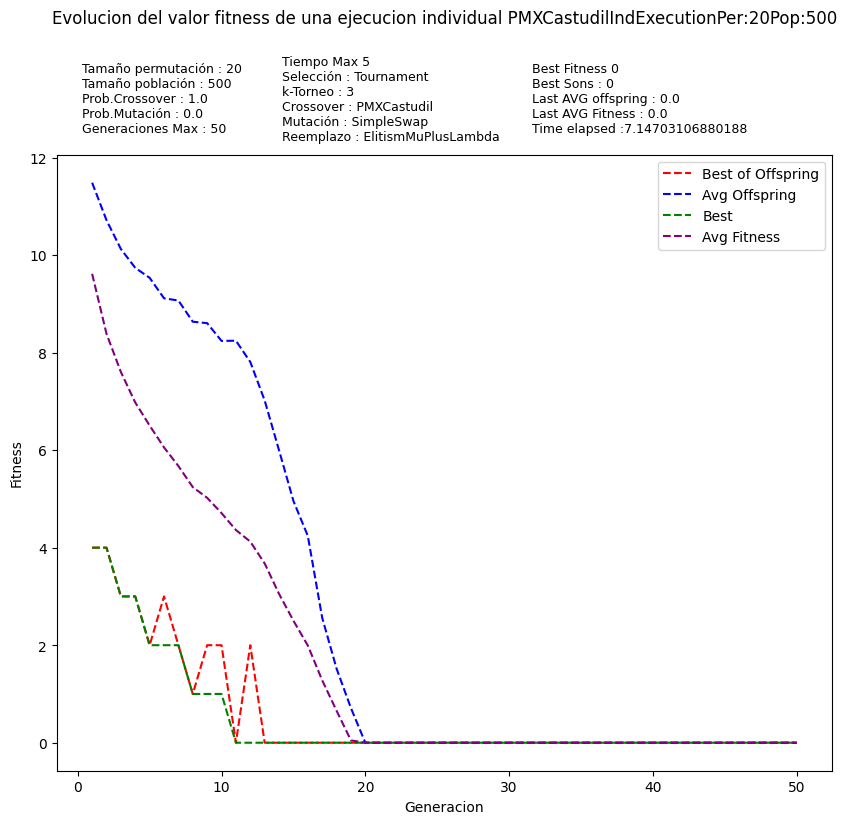 Evolucion del valor fitness de una ejecucion individual PMXCastudilIndExecutionPer:20Pop:500
Tamaño permutación : 20
Tamaño población : 500
Prob.Crossover : 1.0
Prob.Mutación : 0.0
Generaciones Max : 50
Tiempo Max 5
Selección : Tournament
k-Torneo : 3
Crossover : PMXCastudil
Mutación : SimpleSwap
Reemplazo : ElitismMuPlusLambda
Best Fitness 0
Best Sons : 0
Last AVG offspring : 0.0
Last AVG Fitness : 0.0
Time elapsed :7.14703106880188
Best of Offspring
Avg Offspring
Best
Avg Fitness
12
10
8
6
4
2
0
Fitness
0 10 20 30 40 50
Generacion